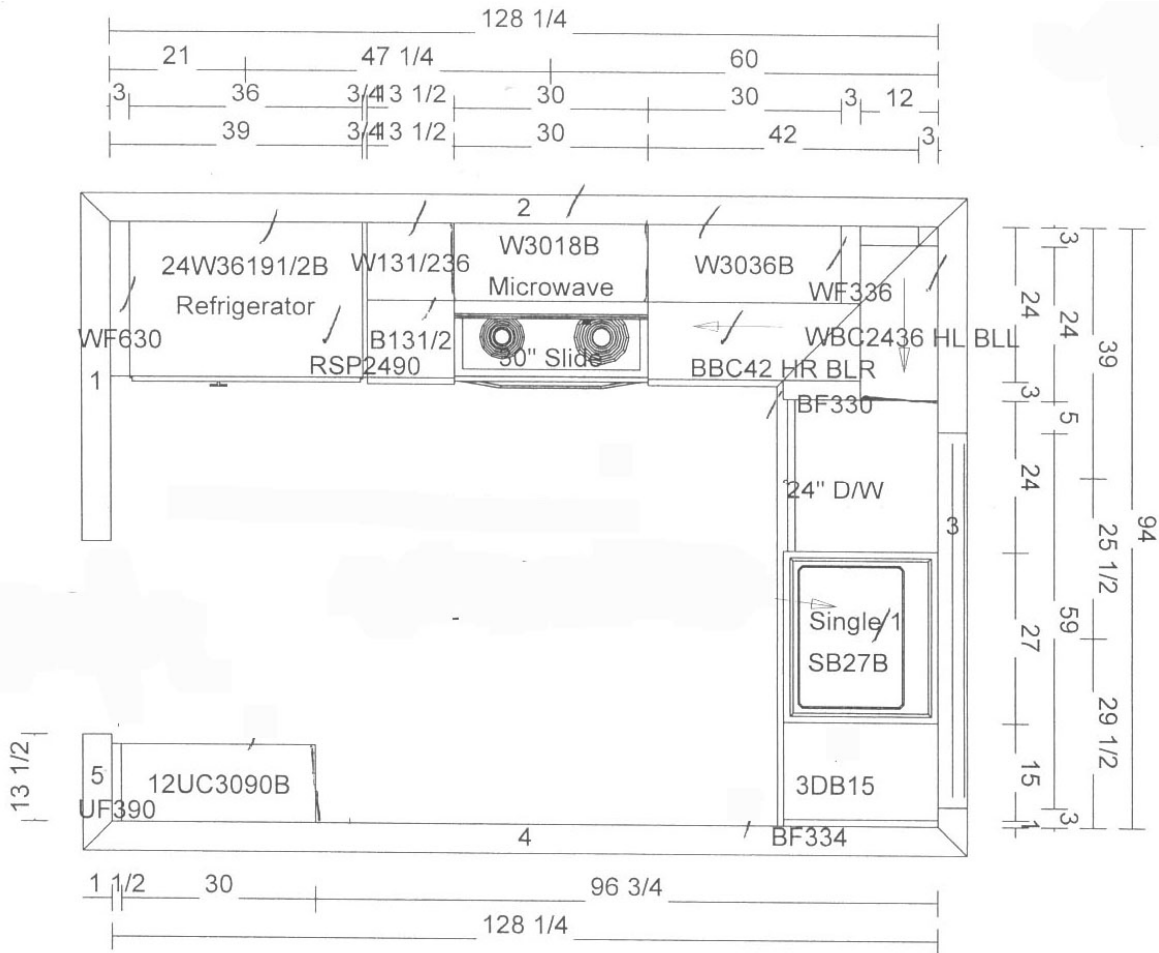 128 1/4
21 47 1/4 60
3 36 3/4 13 1/2 30 30 3 12
39 3/4 13 1/2 30 42 3
2
24W36191/2B
Refrigerator
W131/236
W3018B
Microwave
W3036B
WF336
WF630
1
RSP2490
B131/2
30" Slide
BBC42 HR BLR
WBC2436 HL BLL
BF330
24" D/W
3
Single/1
SB27B
3DB15
BF334
5
UF390
12UC3090B
4
13 1/2
24
3
24
27
15
1
3
24
5
59
3
39
25 1/2
29 1/2
94
1 1/2 30 96 3/4
128 1/4